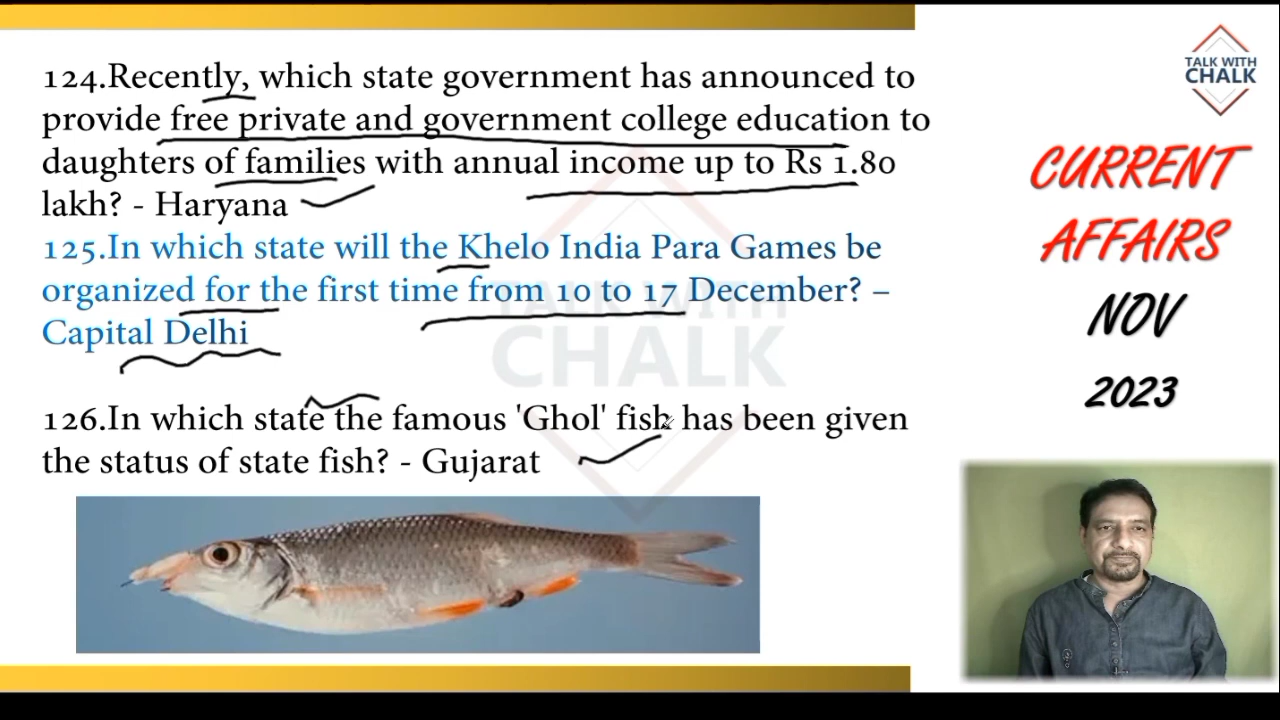 124.Recently, which state government has announced to
provide free private and government college education to
daughters of families with annual income up to Rs 1.80
lakh? - Haryana
125.In which state will the Khelo India Para Games be
organized for the first time from 10 to 17 December? –
Capital Delhi
126.In which state the famous 'Ghol' fish has been given
the status of state fish? - Gujarat
TALK WITH
CHALK
TALK WITH
CHALK
CURRENT
AFFAIRS
NOV
2023